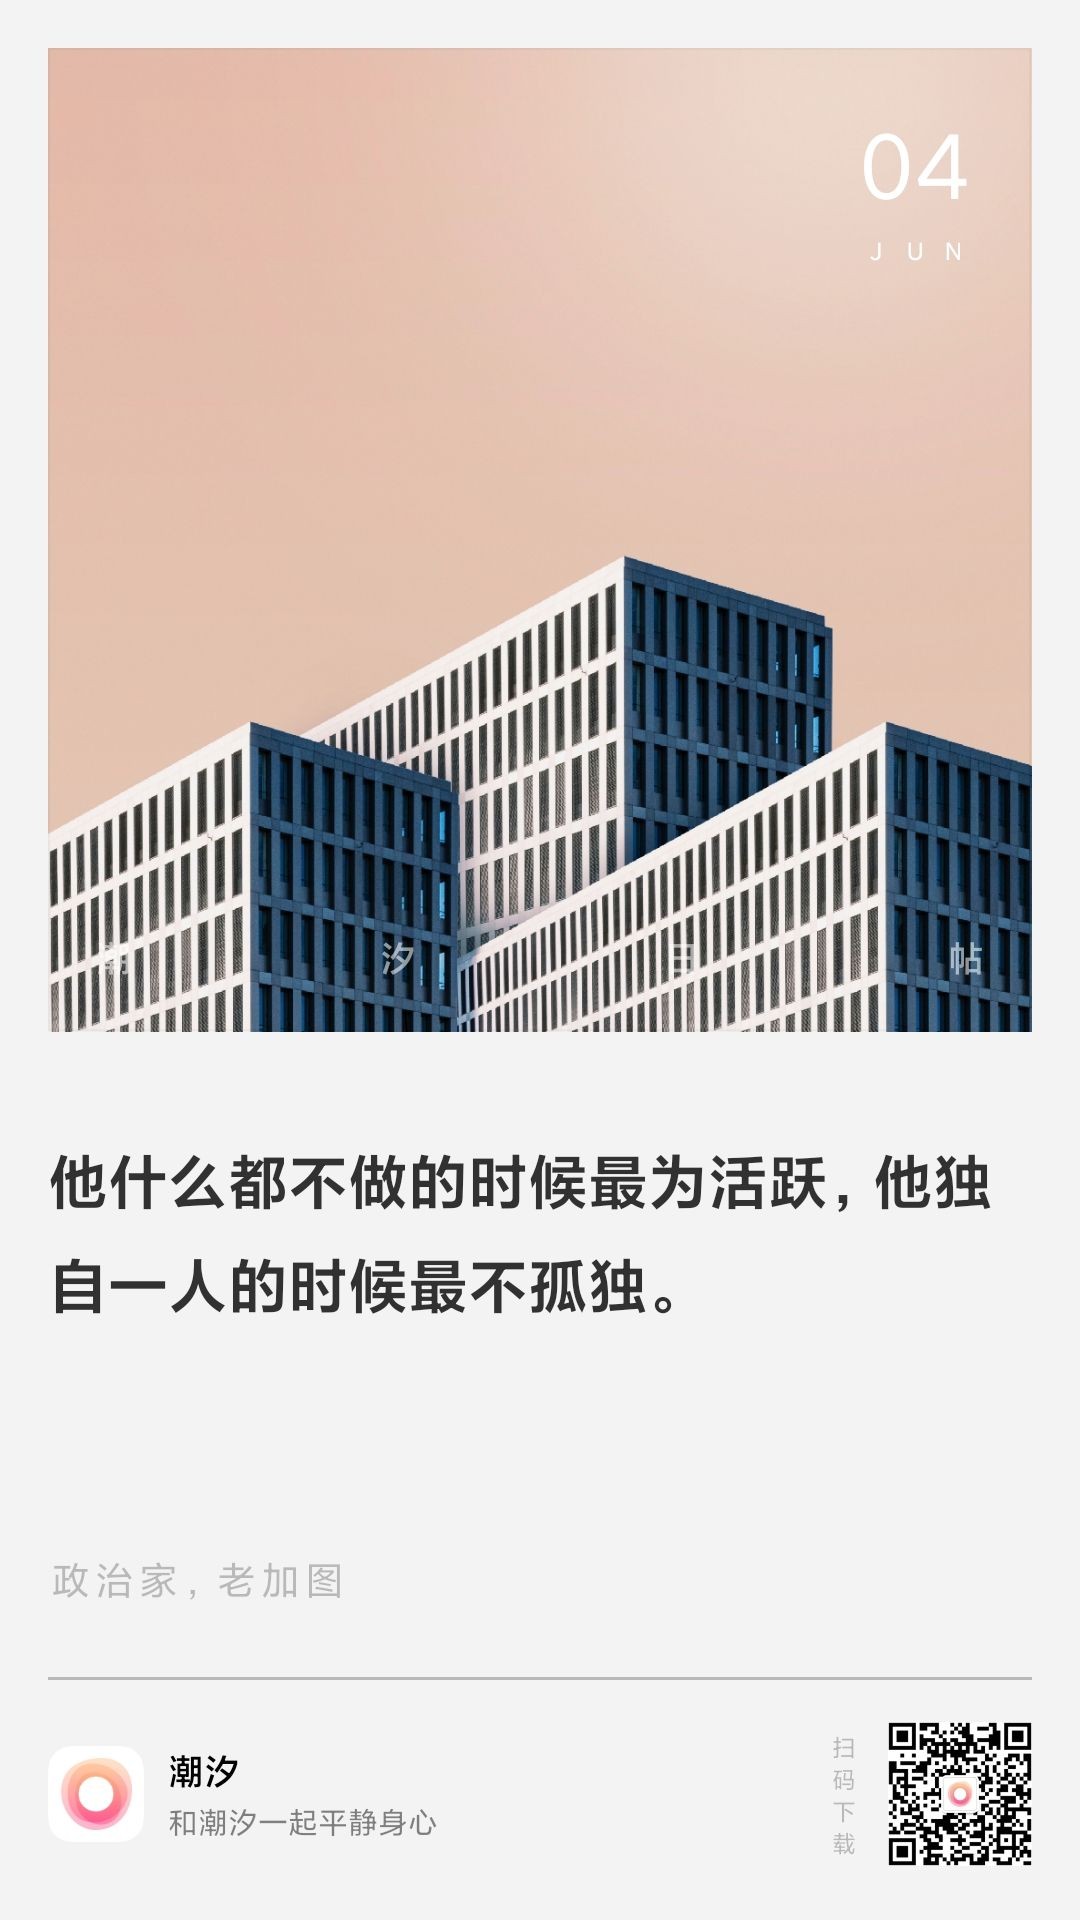 04
JUN
潮汐日帖
他什么都不做的时候最为活跃，他独
自一人的时候最不孤独。
政治家，老加图
潮汐
和潮汐一起平静身心
扫码下载